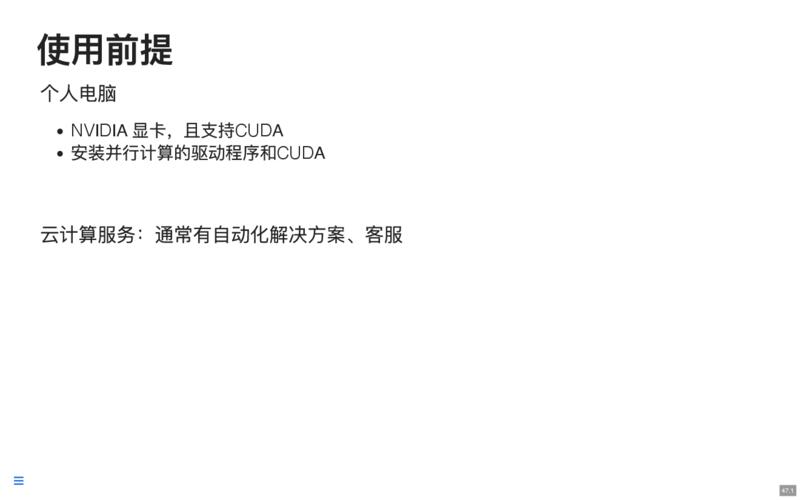 使用前提
个人电脑
• NVIDIA 显卡，且支持CUDA
• 安装并行计算的驱动程序和CUDA
云计算服务：通常有自动化解决方案、客服
47.1